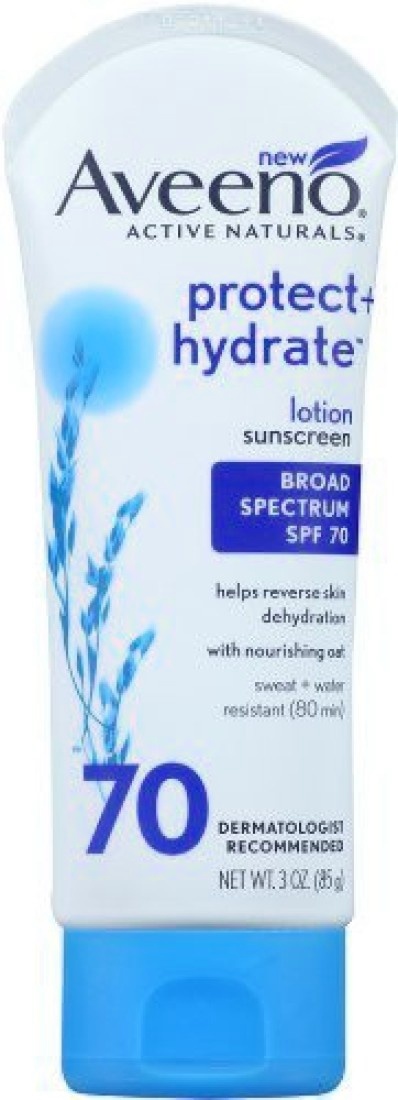 new
Aveeno®
ACTIVE NATURALS®
protect+
hydrate™
lotion
sunscreen
BROAD
SPECTRUM
SPF 70
helps reverse skin
dehydration
with nourishing oat
sweat + water
resistant (80 min)
70
DERMATOLOGIST
RECOMMENDED
NET WT. 3 OZ. (85g)